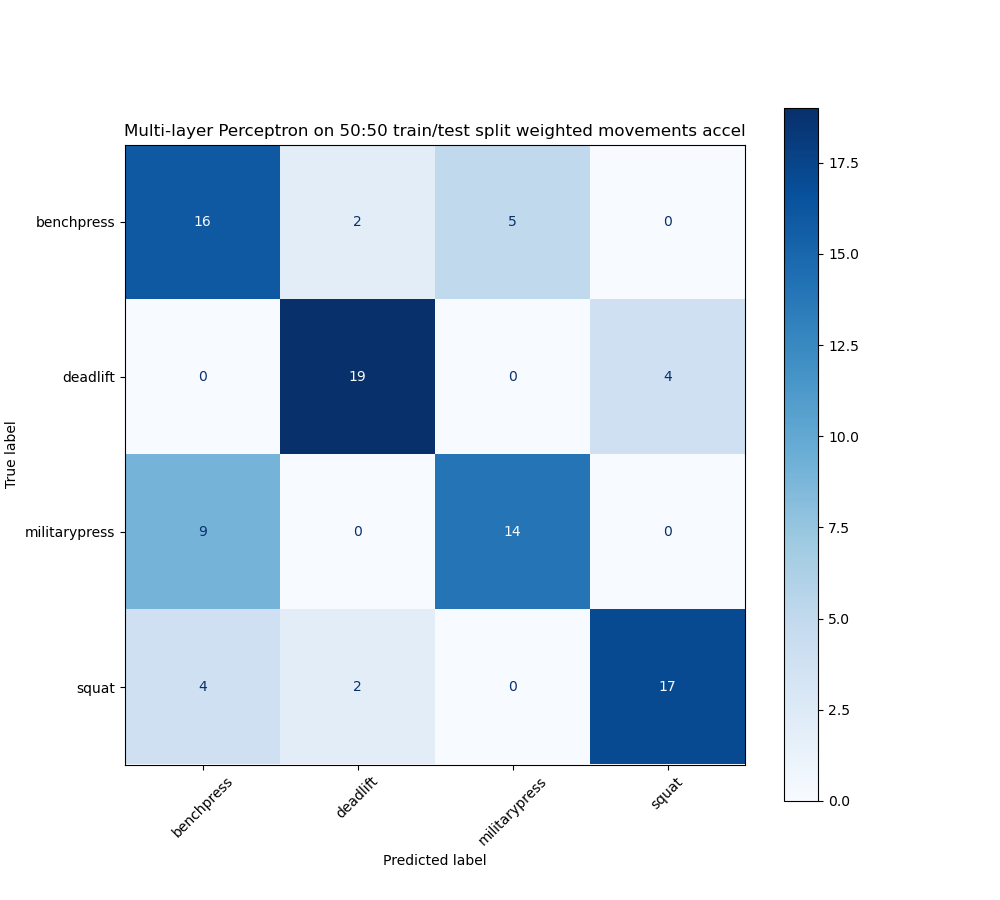 Multi-layer Perceptron on 50:50 train/test split weighted movements accel
True label
benchpress 16 2 5 0
deadlift 0 19 0 4
militarypress 9 0 14 0
squat 4 2 0 17
benchpress deadlift militarypress squat
Predicted label
17.5
15.0
12.5
10.0
7.5
5.0
2.5
0.0